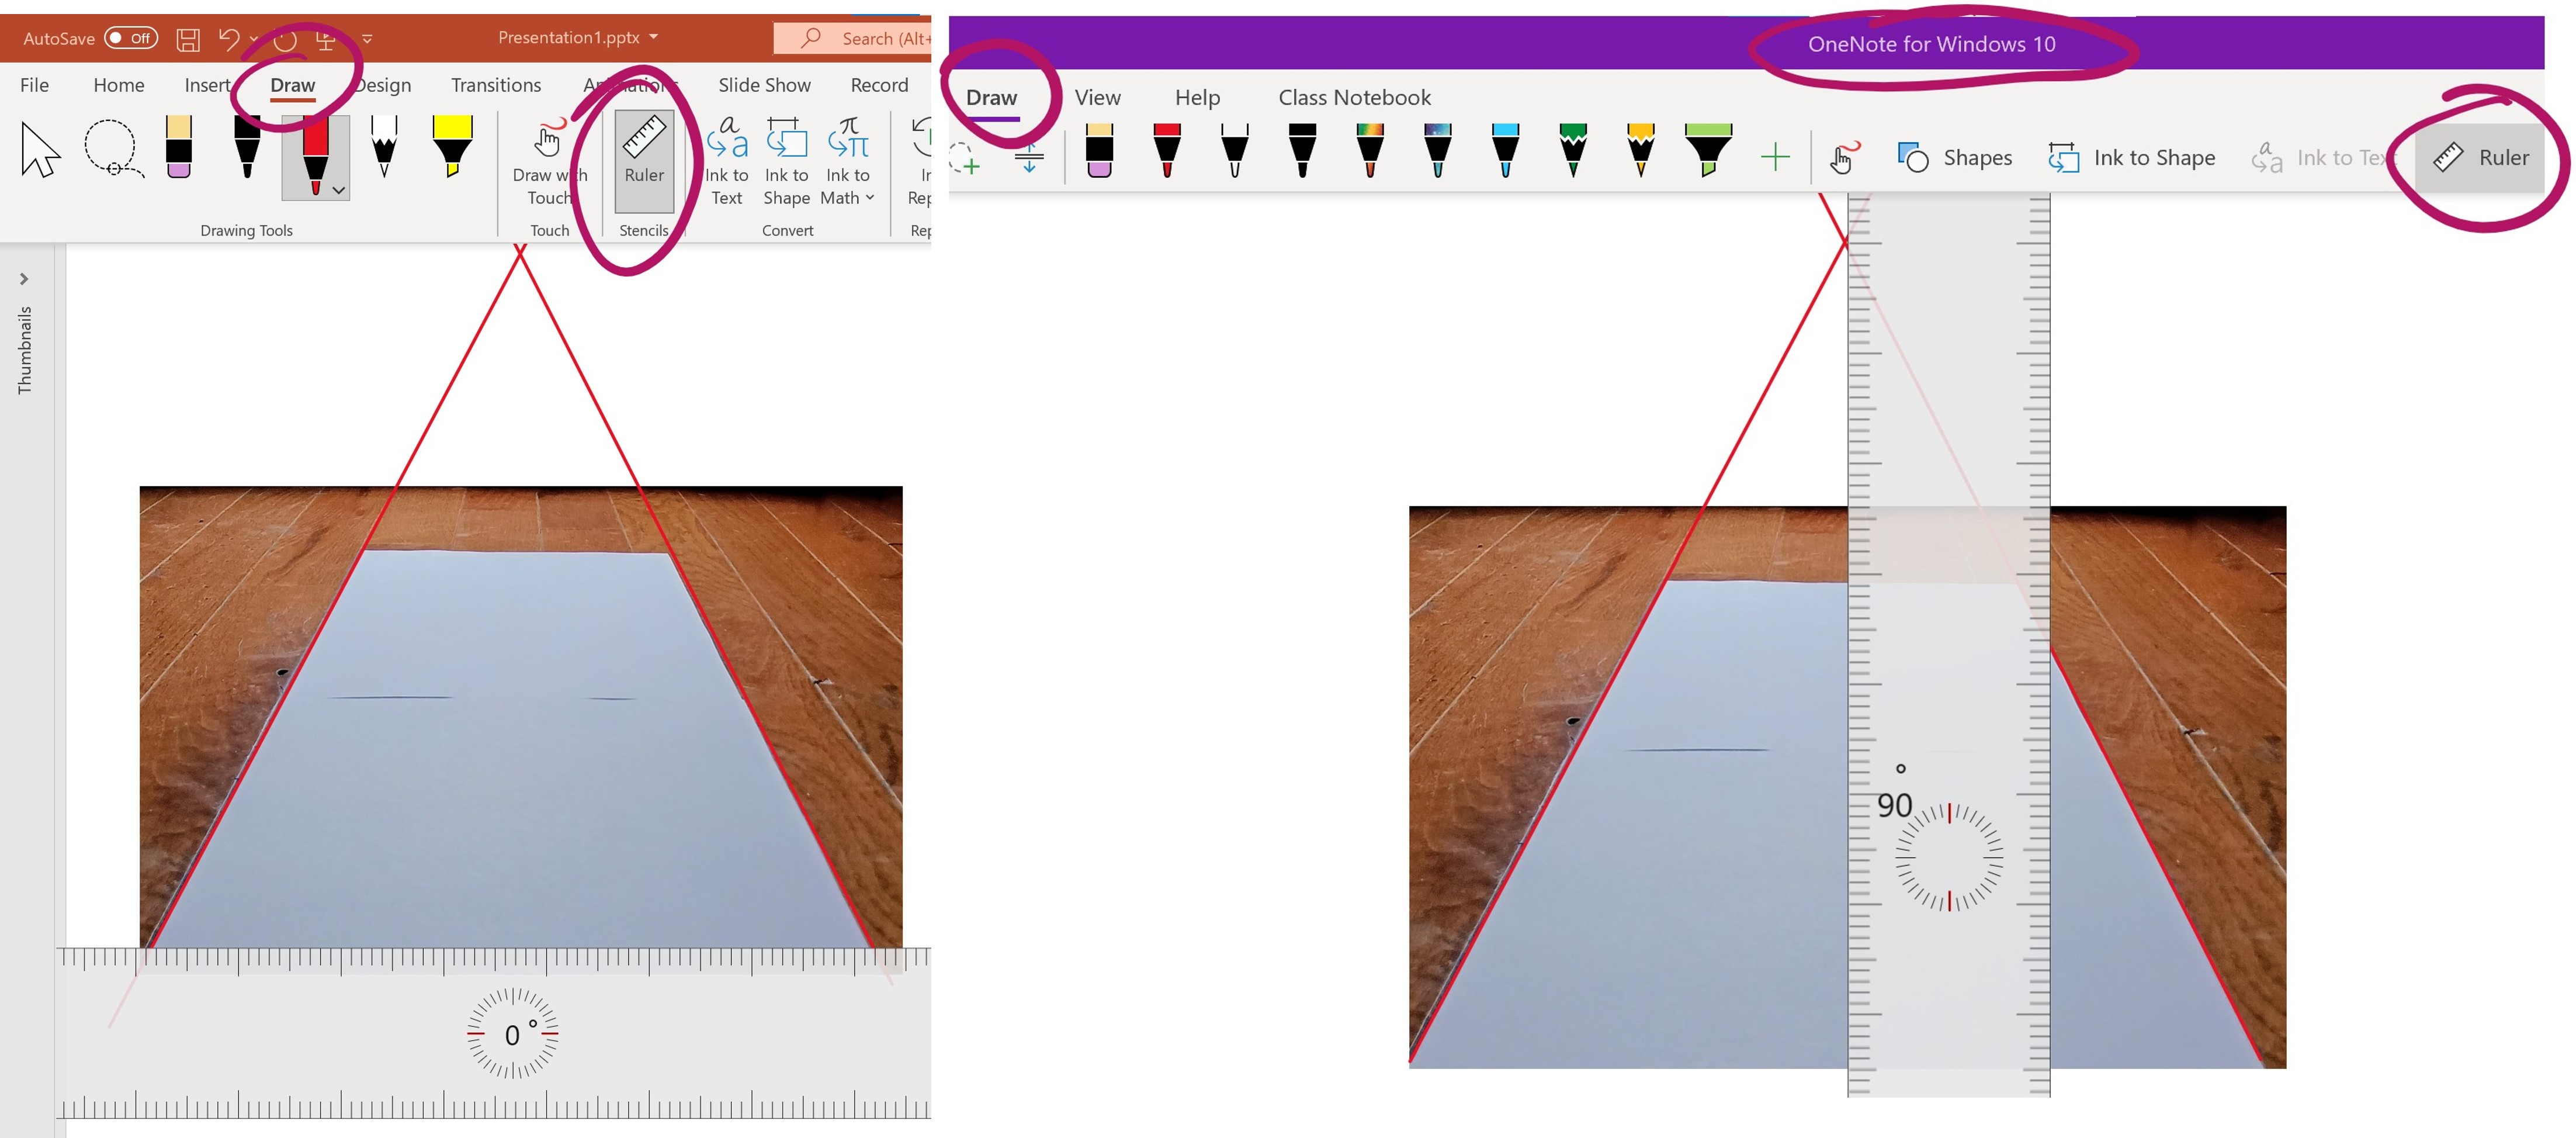 AutoSave Off Presentation1.pptx Search (Alt+
File Home Insert Draw Design Transitions Animations Slide Show Record
Draw with Touch
Ruler
Ink to Text
Ink to Shape
Ink to Math
In
Rep
Drawing Tools Touch Stencils Convert Rep
Thumbnails
0°
OneNote for Windows 10
Draw View Help Class Notebook
Shapes Ink to Shape Ink to Text Ruler
90°